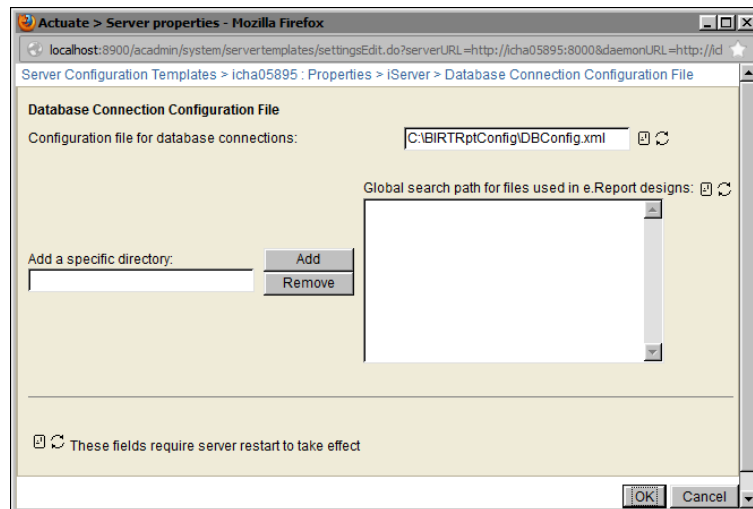 Actuate > Server properties - Mozilla Firefox
localhost:8900/acadmin/system/servertemplates/settingsEdit.do?serverURL=http://icha05895:8000&daemonURL=http://icl
Server Configuration Templates > icha05895 : Properties > iServer > Database Connection Configuration File
Database Connection Configuration File
Configuration file for database connections: C:\BIRTRptConfig\DBConfig.xml
Global search path for files used in e.Report designs:
Add a specific directory: Add
Remove
These fields require server restart to take effect
OK Cancel